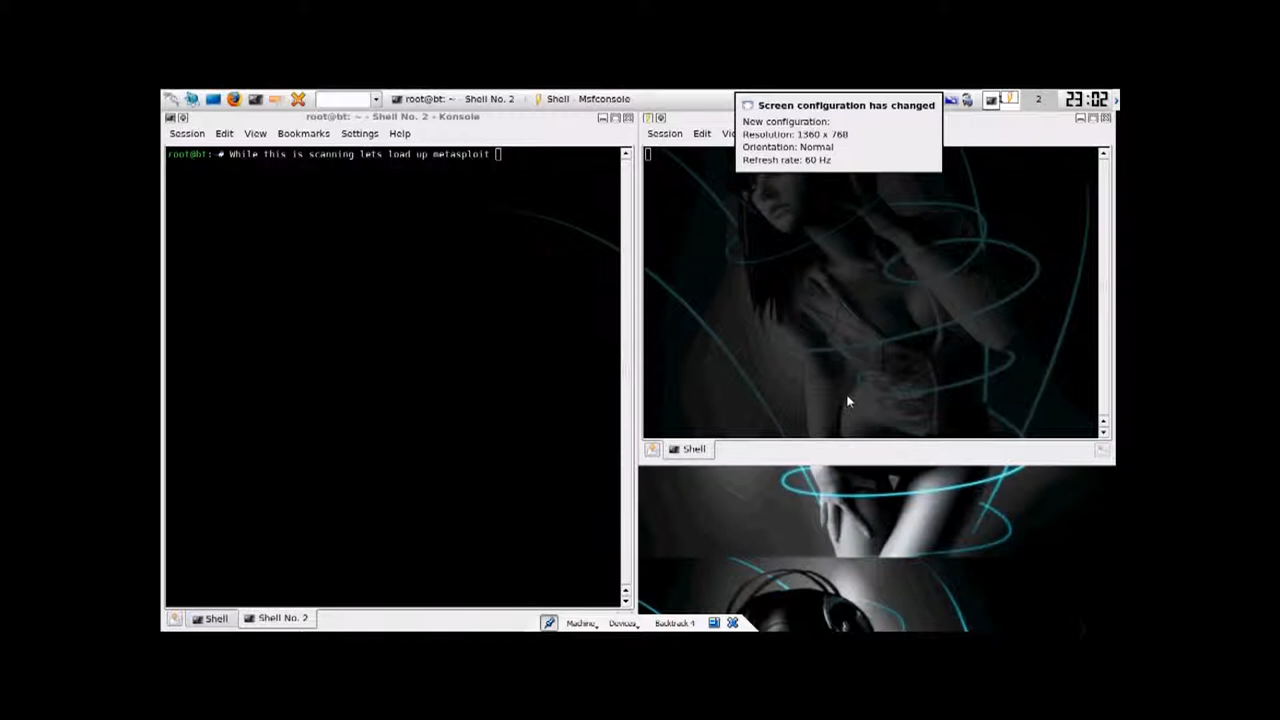 root@bt: ~ - Shell No. 2
Shell - Msfconsole
2
23:02
root@bt: ~ - Shell No. 2 - Konsole
Session Edit View Bookmarks Settings Help
root@bt: # While this is scanning lets load up metasploit
Shell
Shell No. 2
Screen configuration has changed
New configuration:
Resolution: 1360 x 768
Orientation: Normal
Refresh rate: 60 Hz
Session Edit
Shell
Machine
Devices
Backtrack 4